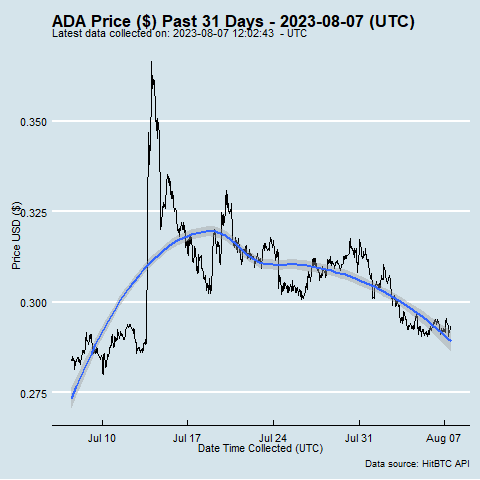 ADA Price ($) Past 31 Days - 2023-08-07 (UTC)
Latest data collected on: 2023-08-07 12:02:43  - UTC
0.350
0.325
0.300
0.275
Price USD ($)
Jul 10
Jul 17
Jul 24
Jul 31
Aug 07
Date Time Collected (UTC)
Data source: HitBTC API